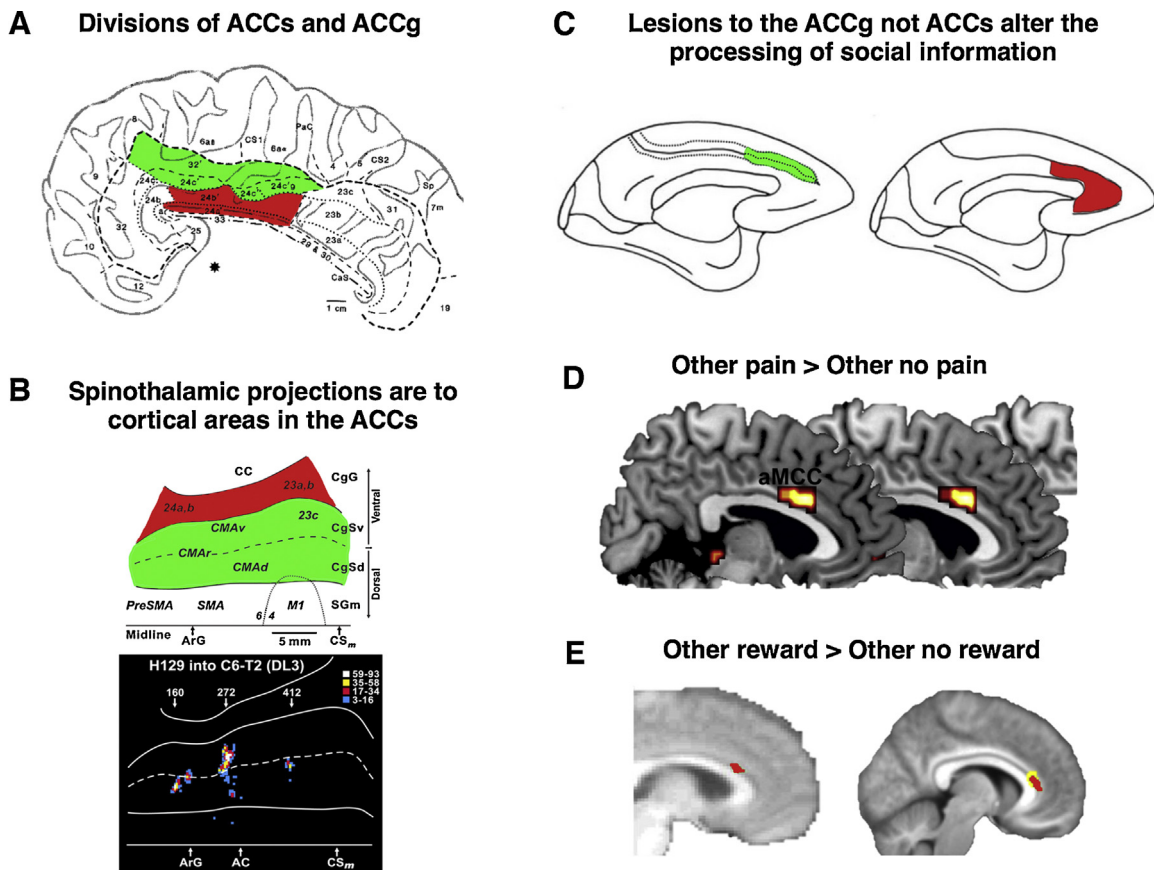 A
Divisions of ACCs and ACCg
8
6aß
CS1
PaC
6aα
4
5
CS2
9
32'
24c
24c'
24c'
24c'g
23c
Sp
7m
24b
24b'
24a'
33
31
23b
32
25
23a
29 & 30
10
12
CaS
1 cm
19
B
Spinothalamic projections are to
cortical areas in the ACCs
CC
CgG
23a,b
24a,b
23c
CMAv
CgSv
CMAr
CMAd
CgSd
Ventral
Dorsal
PreSMA
SMA
6
4
M1
SGm
Midline
ArG
5 mm
CSm
H129 into C6-T2 (DL3)
59-93
35-58
17-34
3-16
160
272
412
ArG
AC
CSm
C
Lesions to the ACCg not ACCs alter the
processing of social information
D
Other pain > Other no pain
aMCC
E
Other reward > Other no reward